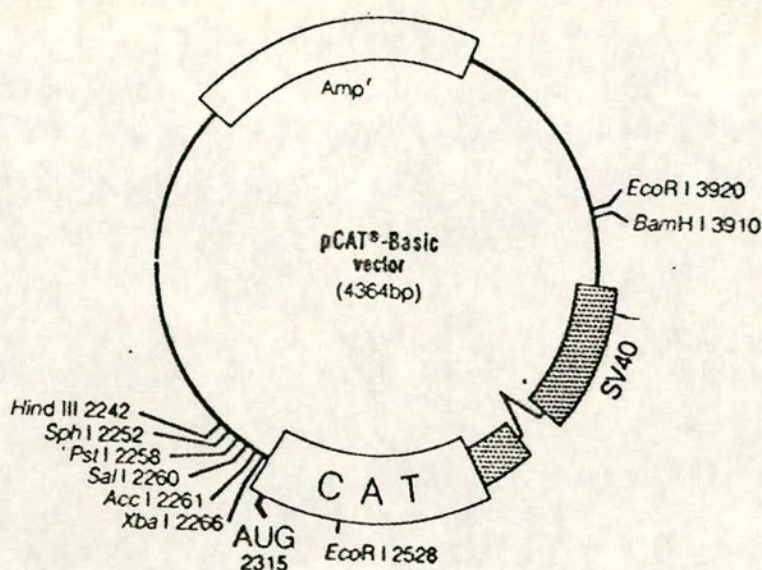 Ampʳ
EcoR I 3920
BamH I 3910
pCAT®-Basic
vector
(4364bp)
SV40
Hind III 2242
Sph I 2252
Pst I 2258
Sal I 2260
Acc I 2261
Xba I 2266
CAT
AUG
2315
EcoR I 2528